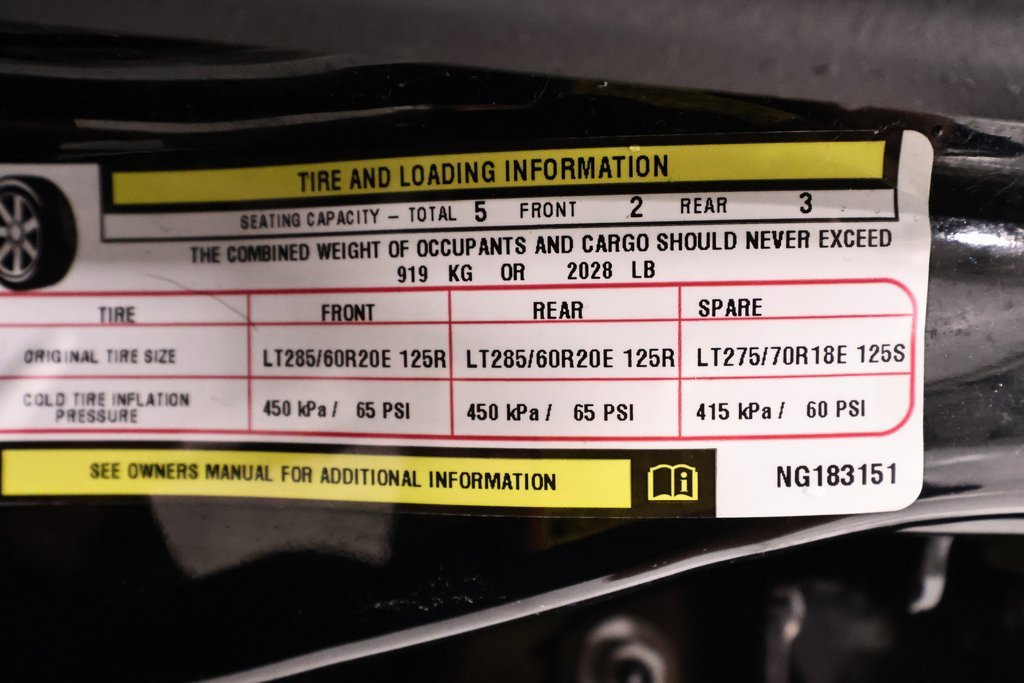 TIRE AND LOADING INFORMATION
SEATING CAPACITY – TOTAL 5 FRONT 2 REAR 3
THE COMBINED WEIGHT OF OCCUPANTS AND CARGO SHOULD NEVER EXCEED
919 KG OR 2028 LB
TIRE FRONT REAR SPARE
ORIGINAL TIRE SIZE LT285/60R20E 125R LT285/60R20E 125R LT275/70R18E 125S
COLD TIRE INFLATION
PRESSURE 450 kPa / 65 PSI 450 kPa / 65 PSI 415 kPa / 60 PSI
SEE OWNERS MANUAL FOR ADDITIONAL INFORMATION
NG183151